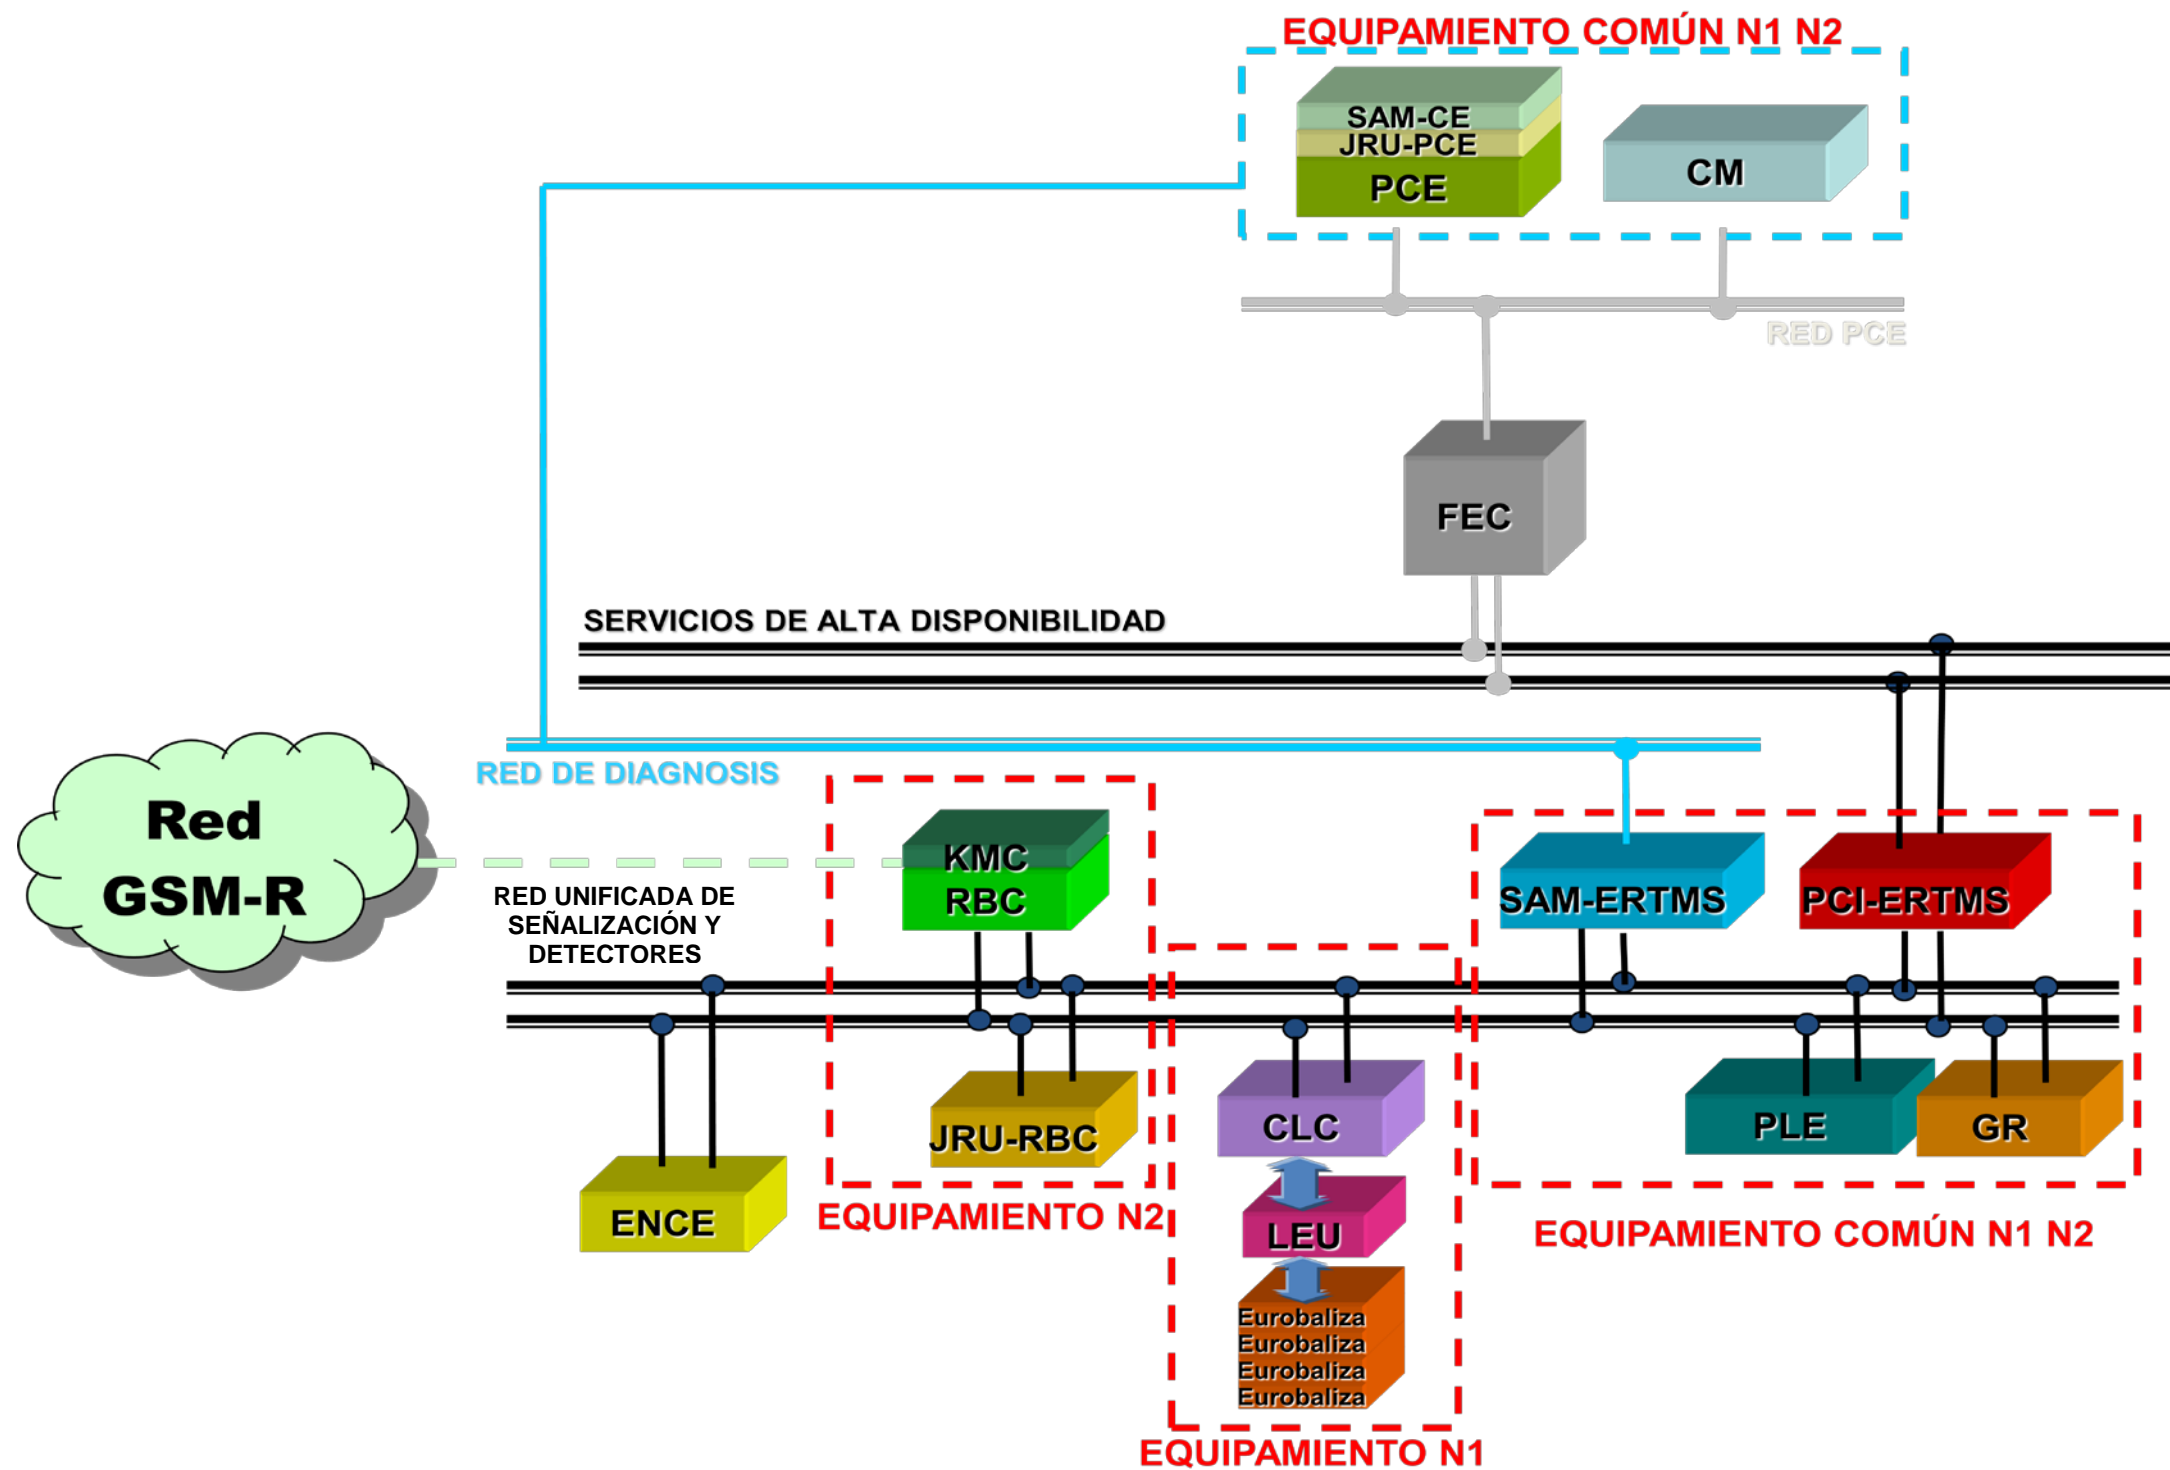 EQUIPAMIENTO COMÚN N1 N2
SAM-CE
JRU-PCE
PCE
CM
RED PCE
FEC
SERVICIOS DE ALTA DISPONIBILIDAD
RED DE DIAGNOSIS
Red
GSM-R
KMC
RBC
RED UNIFICADA DE
SEÑALIZACIÓN Y
DETECTORES
SAM-ERTMS
PCI-ERTMS
JRU-RBC
CLC
PLE
GR
ENCE
EQUIPAMIENTO N2
LEU
EQUIPAMIENTO COMÚN N1 N2
Eurobaliza
Eurobaliza
Eurobaliza
Eurobaliza
EQUIPAMIENTO N1